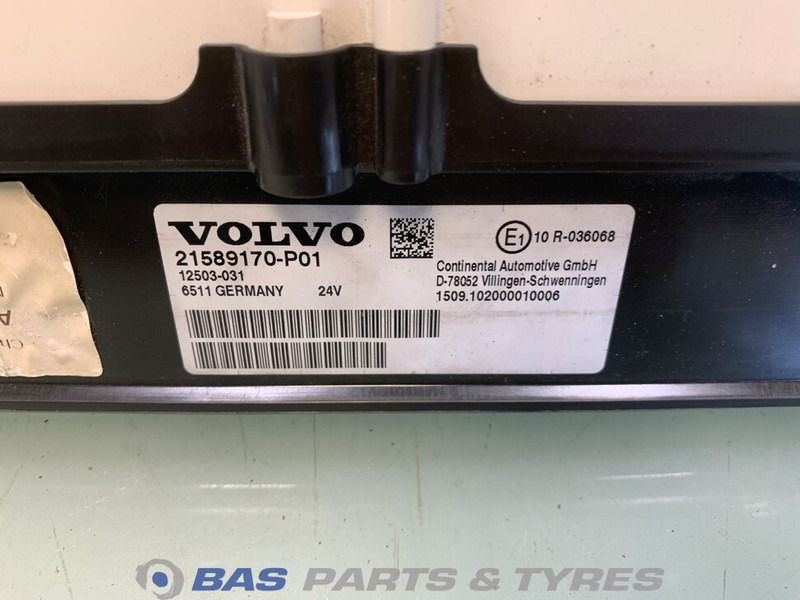 VOLVO
21589170-P01
12503-031
6511 GERMANY 24V
E1 10 R-036068
Continental Automotive GmbH
D-78052 Villingen-Schwenningen
1509.102000010006
BAS PARTS & TYRES